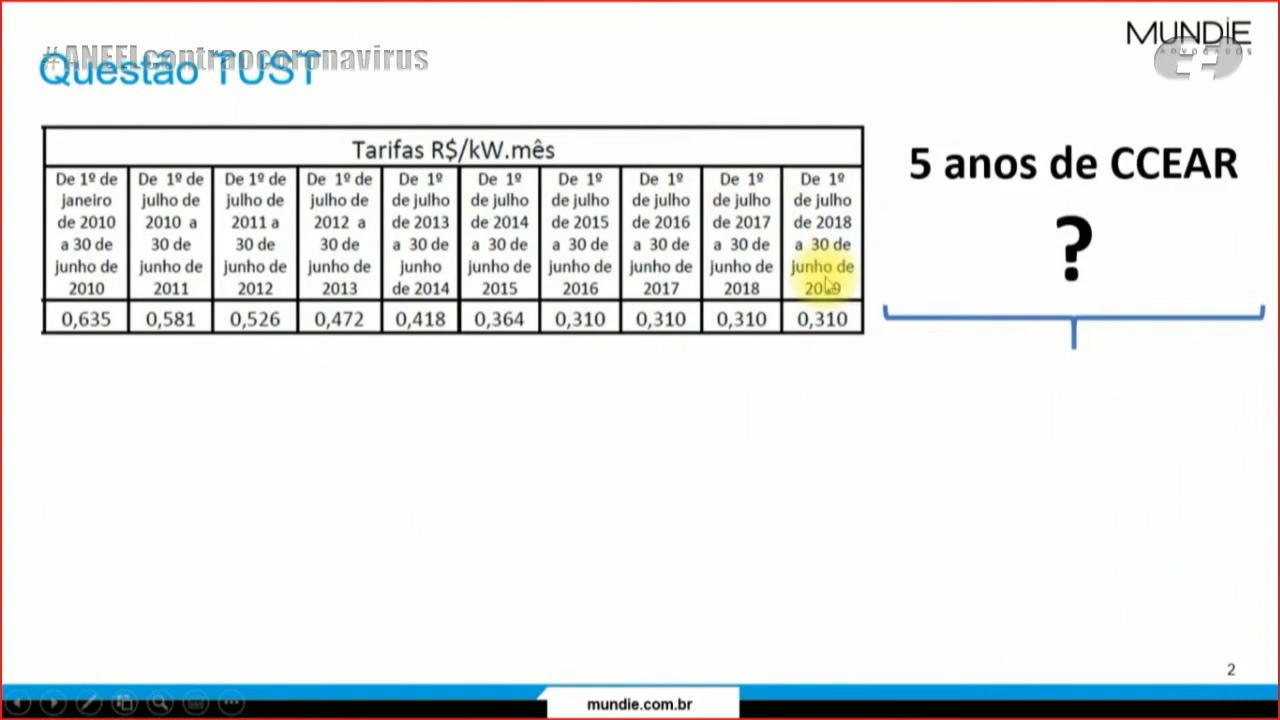 #ANEELcontraocoronavirus
Questão TUST
MUNDIE
ADVOGADOS
Tarifas R$/kW.mês
De 1º de janeiro de 2010 a 30 de junho de 2010
De 1º de julho de 2010 a 30 de junho de 2011
De 1º de julho de 2011 a 30 de junho de 2012
De 1º de julho de 2012 a 30 de junho de 2013
De 1º de julho de 2013 a 30 de junho de 2014
De 1º de julho de 2014 a 30 de junho de 2015
De 1º de julho de 2015 a 30 de junho de 2016
De 1º de julho de 2016 a 30 de junho de 2017
De 1º de julho de 2017 a 30 de junho de 2018
De 1º de julho de 2018 a 30 de junho de 2019
0,635 0,581 0,526 0,472 0,418 0,364 0,310 0,310 0,310 0,310
5 anos de CCEAR
?
2
mundie.com.br